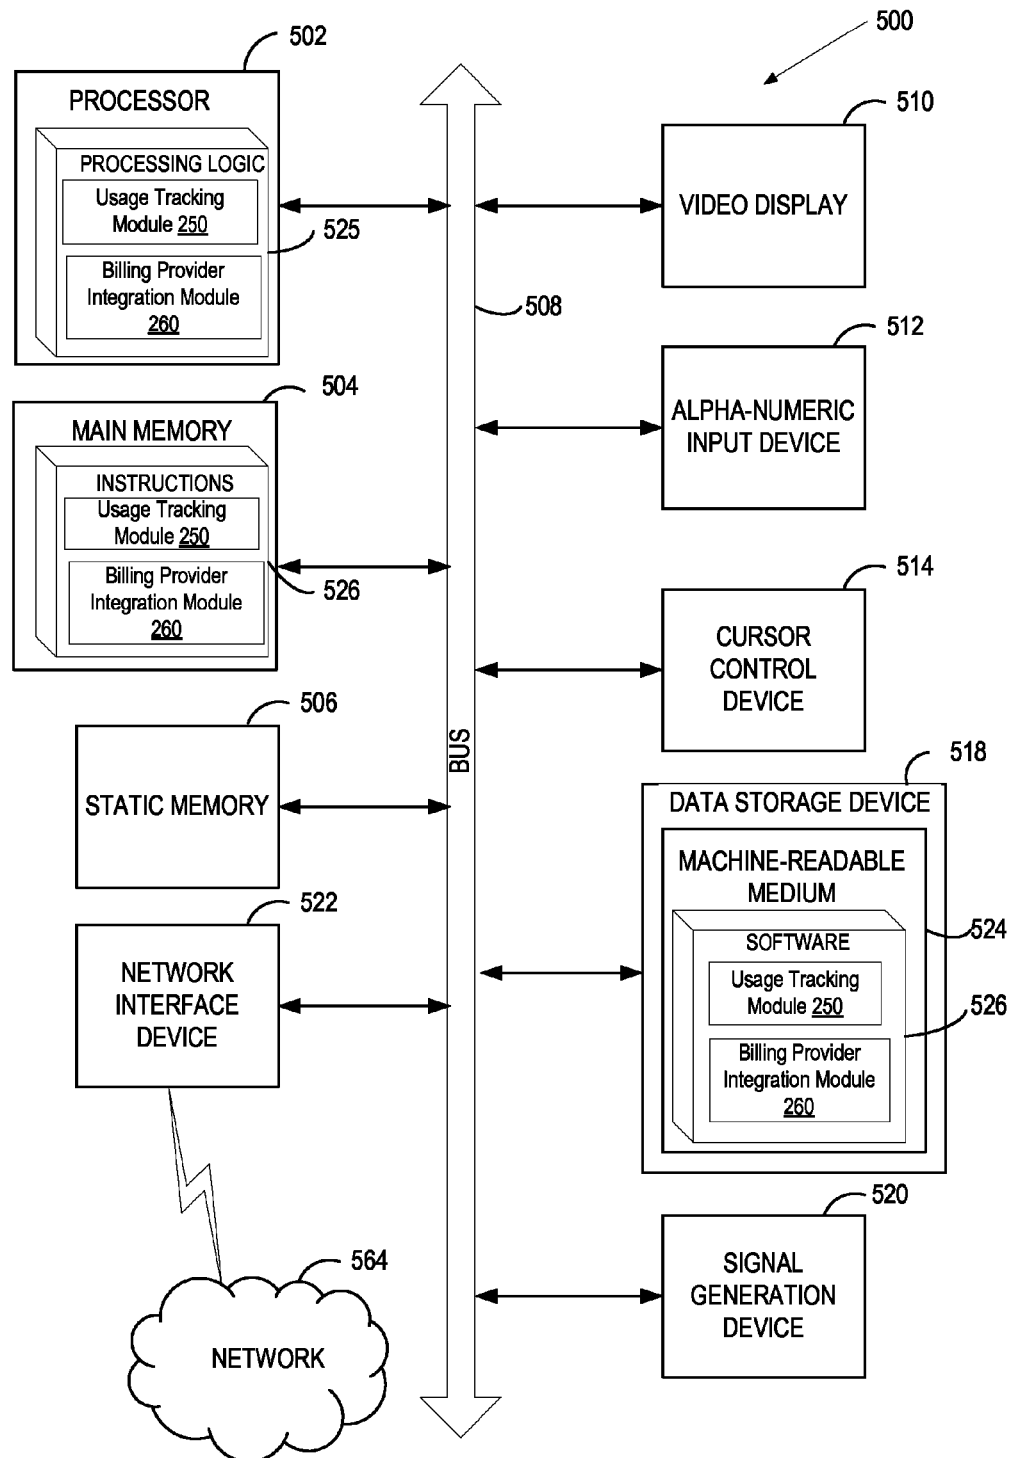 500
502
PROCESSOR
PROCESSING LOGIC
Usage Tracking
Module 250
525
Billing Provider
Integration Module
260
504
MAIN MEMORY
INSTRUCTIONS
Usage Tracking
Module 250
526
Billing Provider
Integration Module
260
506
STATIC MEMORY
522
NETWORK
INTERFACE
DEVICE
564
NETWORK
508
BUS
510
VIDEO DISPLAY
512
ALPHA-NUMERIC
INPUT DEVICE
514
CURSOR
CONTROL
DEVICE
518
DATA STORAGE DEVICE
MACHINE-READABLE
MEDIUM
524
SOFTWARE
Usage Tracking
Module 250
526
Billing Provider
Integration Module
260
520
SIGNAL
GENERATION
DEVICE